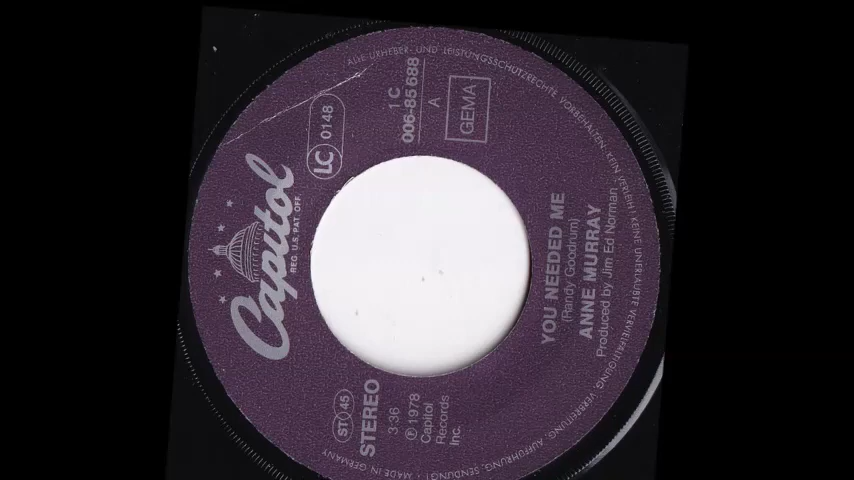 ALLE URHEBER- UND LEISTUNGSSCHUTZRECHTE VORBEHALTEN. KEIN VERLEIH! KEINE UNERLAUBTE VERVIELFÄLTIGUNG, VERBREITUNG, AUFFÜHRUNG, SENDUNG! • MADE IN GERMANY
Capitol
REG. U.S. PAT. OFF.
LC 0148
1 C
006-85 688
A
GEMA
ST 45
STEREO
3:36
Ⓟ 1978
Capitol
Records
Inc.
YOU NEEDED ME
(Randy Goodrum)
ANNE MURRAY
Produced by Jim Ed Norman